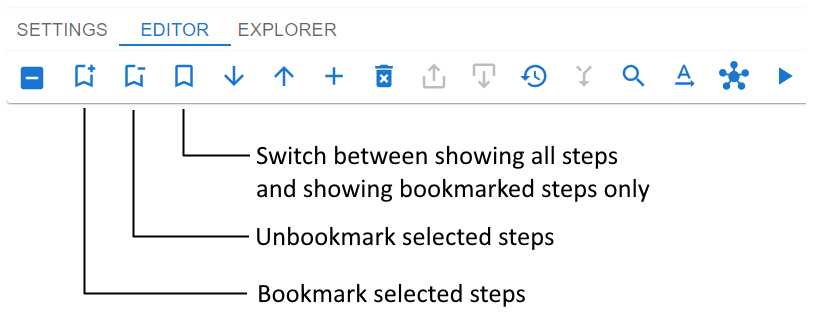 SETTINGS EDITOR EXPLORER
Switch between showing all steps
and showing bookmarked steps only
Unbookmark selected steps
Bookmark selected steps